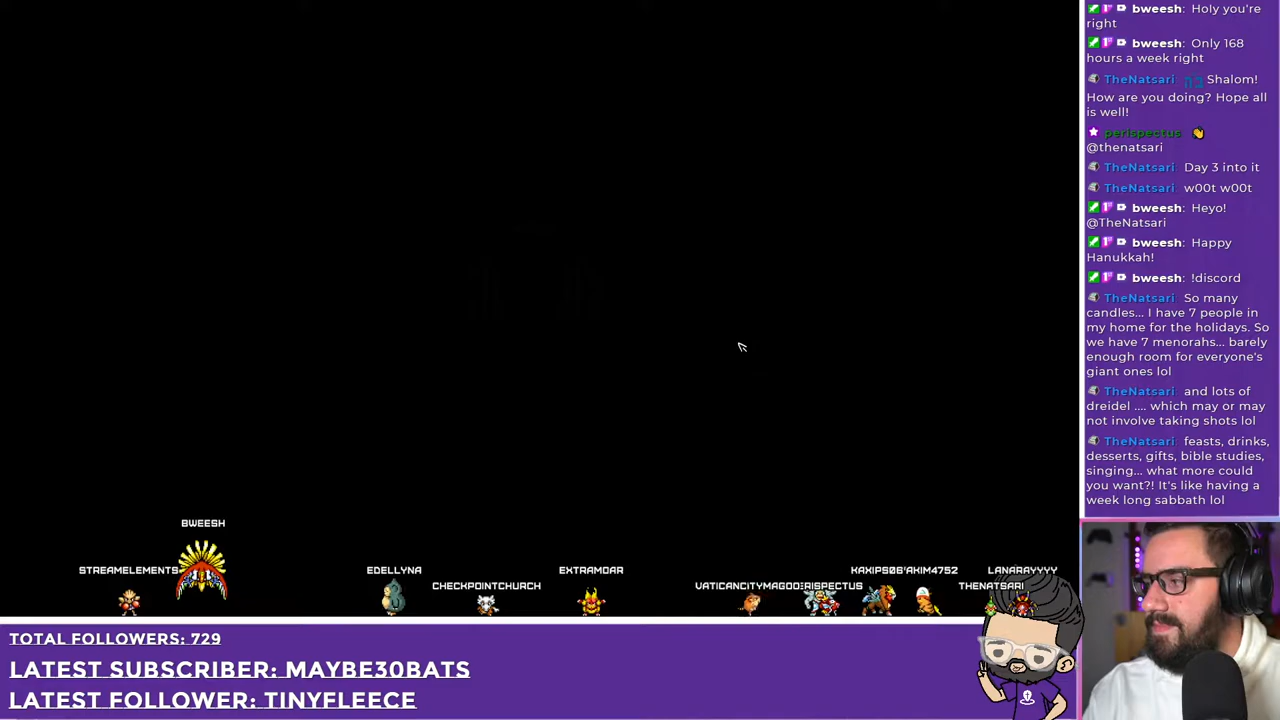 bweesh: Holy you're
right
bweesh: Only 168
hours a week right
TheNatsari: Shalom!
How are you doing? Hope all
is well!
perispectus 👋
@thenatsari
TheNatsari: Day 3 into it
TheNatsari: w00t w00t
bweesh: Heyo!
@TheNatsari
bweesh: Happy
Hanukkah!
bweesh: !discord
TheNatsari: So many
candles... I have 7 people in
my home for the holidays. So
we have 7 menorahs... barely
enough room for everyone's
giant ones lol
TheNatsari: and lots of
dreidel .... which may or may
not involve taking shots lol
TheNatsari: feasts, drinks,
desserts, gifts, bible studies,
singing... what more could
you want?! It's like having a
week long sabbath lol
BWEESH
STREAMELEMENTS
EDELLYNA
CHECKPOINTCHURCH
EXTRAMOAR
LANARAYYYY
THENATSARI
TOTAL FOLLOWERS: 729
LATEST SUBSCRIBER: MAYBE30BATS
LATEST FOLLOWER: TINYFLEECE